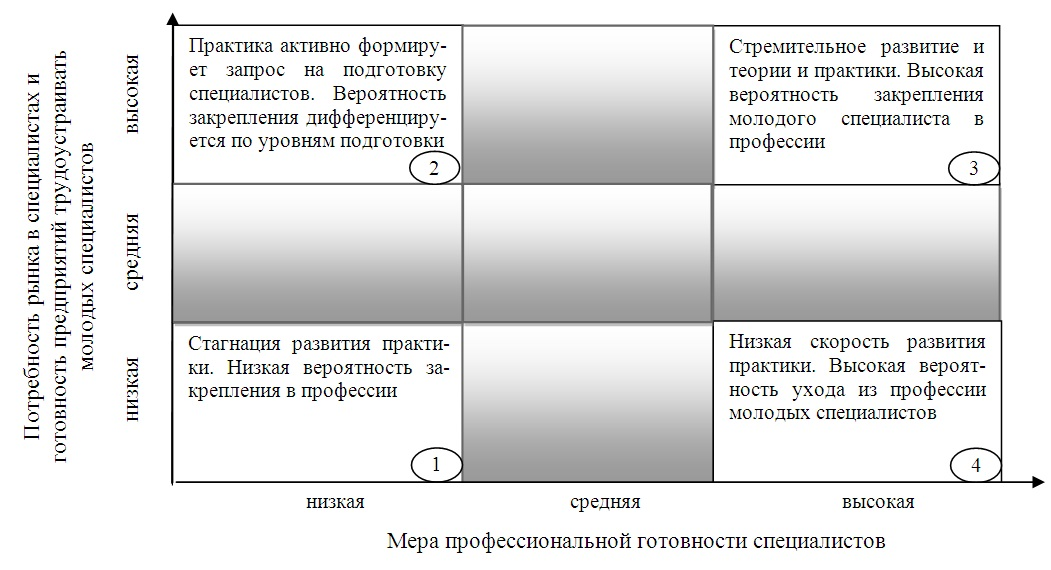 Потребность рынка в специалистах и
готовность предприятий трудоустраивать
молодых специалистов
высокая
средняя
низкая
Практика активно формиру-
ет запрос на подготовку
специалистов. Вероятность
закрепления дифференциру-
ется по уровням подготовки
2
Стремительное развитие и
теории и практики. Высокая
вероятность закрепления
молодого специалиста в
профессии
3
Стагнация развития практи-
ки. Низкая вероятность за-
крепления в профессии
1
Низкая скорость развития
практики. Высокая вероят-
ность ухода из профессии
молодых специалистов
4
низкая
средняя
высокая
Мера профессиональной готовности специалистов